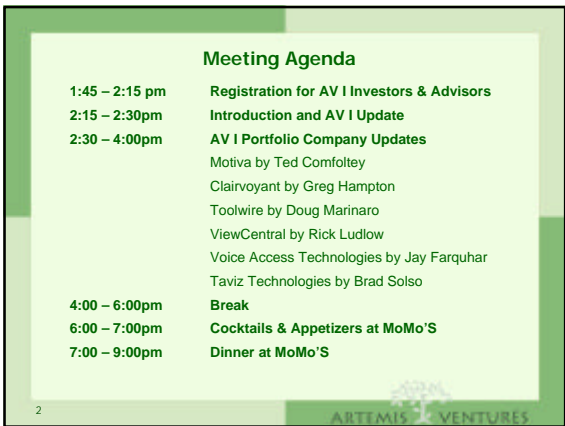 Meeting Agenda
1:45 – 2:15 pm Registration for AV I Investors & Advisors
2:15 – 2:30pm Introduction and AV I Update
2:30 – 4:00pm AV I Portfolio Company Updates
Motiva by Ted Comfoltey
Clairvoyant by Greg Hampton
Toolwire by Doug Marinaro
ViewCentral by Rick Ludlow
Voice Access Technologies by Jay Farquhar
Taviz Technologies by Brad Solso
4:00 – 6:00pm Break
6:00 – 7:00pm Cocktails & Appetizers at MoMo'S
7:00 – 9:00pm Dinner at MoMo'S
2
ARTEMIS VENTURES